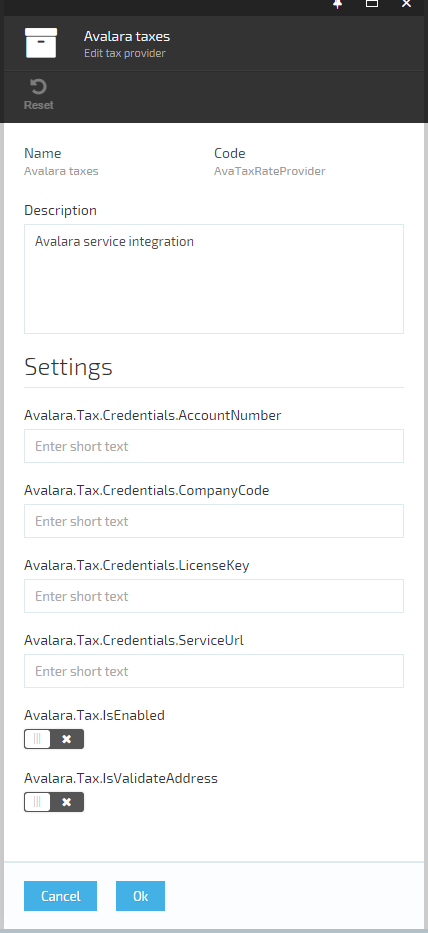 Avalara taxes
Edit tax provider
Reset
Name Code
Avalara taxes AvaTaxRateProvider
Description
Avalara service integration
Settings
Avalara.Tax.Credentials.AccountNumber
Enter short text
Avalara.Tax.Credentials.CompanyCode
Enter short text
Avalara.Tax.Credentials.LicenseKey
Enter short text
Avalara.Tax.Credentials.ServiceUrl
Enter short text
Avalara.Tax.IsEnabled
Avalara.Tax.IsValidateAddress
Cancel Ok